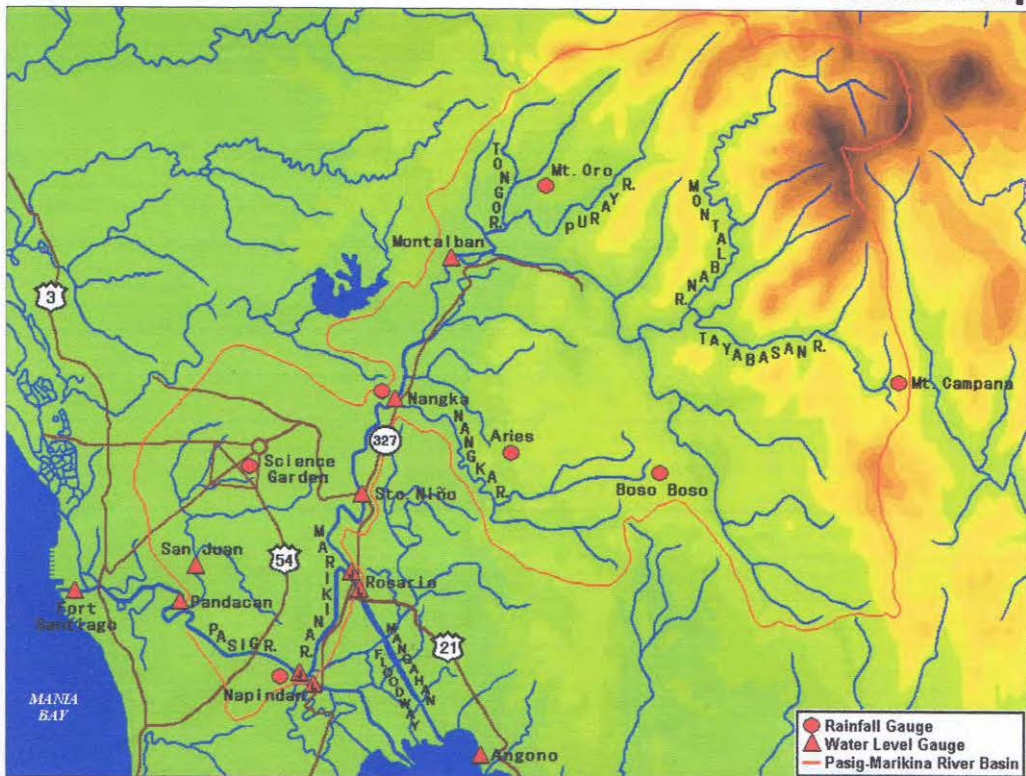 TONGO R.
Mt. Oro
PURAY R.
MONTALBAN R.
Montalban
3
TAYABASAN R.
Mt. Campana
Nangka
NANGKA R.
327
Aries
Science
Garden
Boso Boso
Sto. Niño
San Juan
54
MARIKINA R.
Rosario
Fort
Santiago
Pandacan
PASIG R.
MANGAHAN
FLOODWAY
21
Napindan
MANIA
BAY
Angono
Rainfall Gauge
Water Level Gauge
Pasig-Marikina River Basin